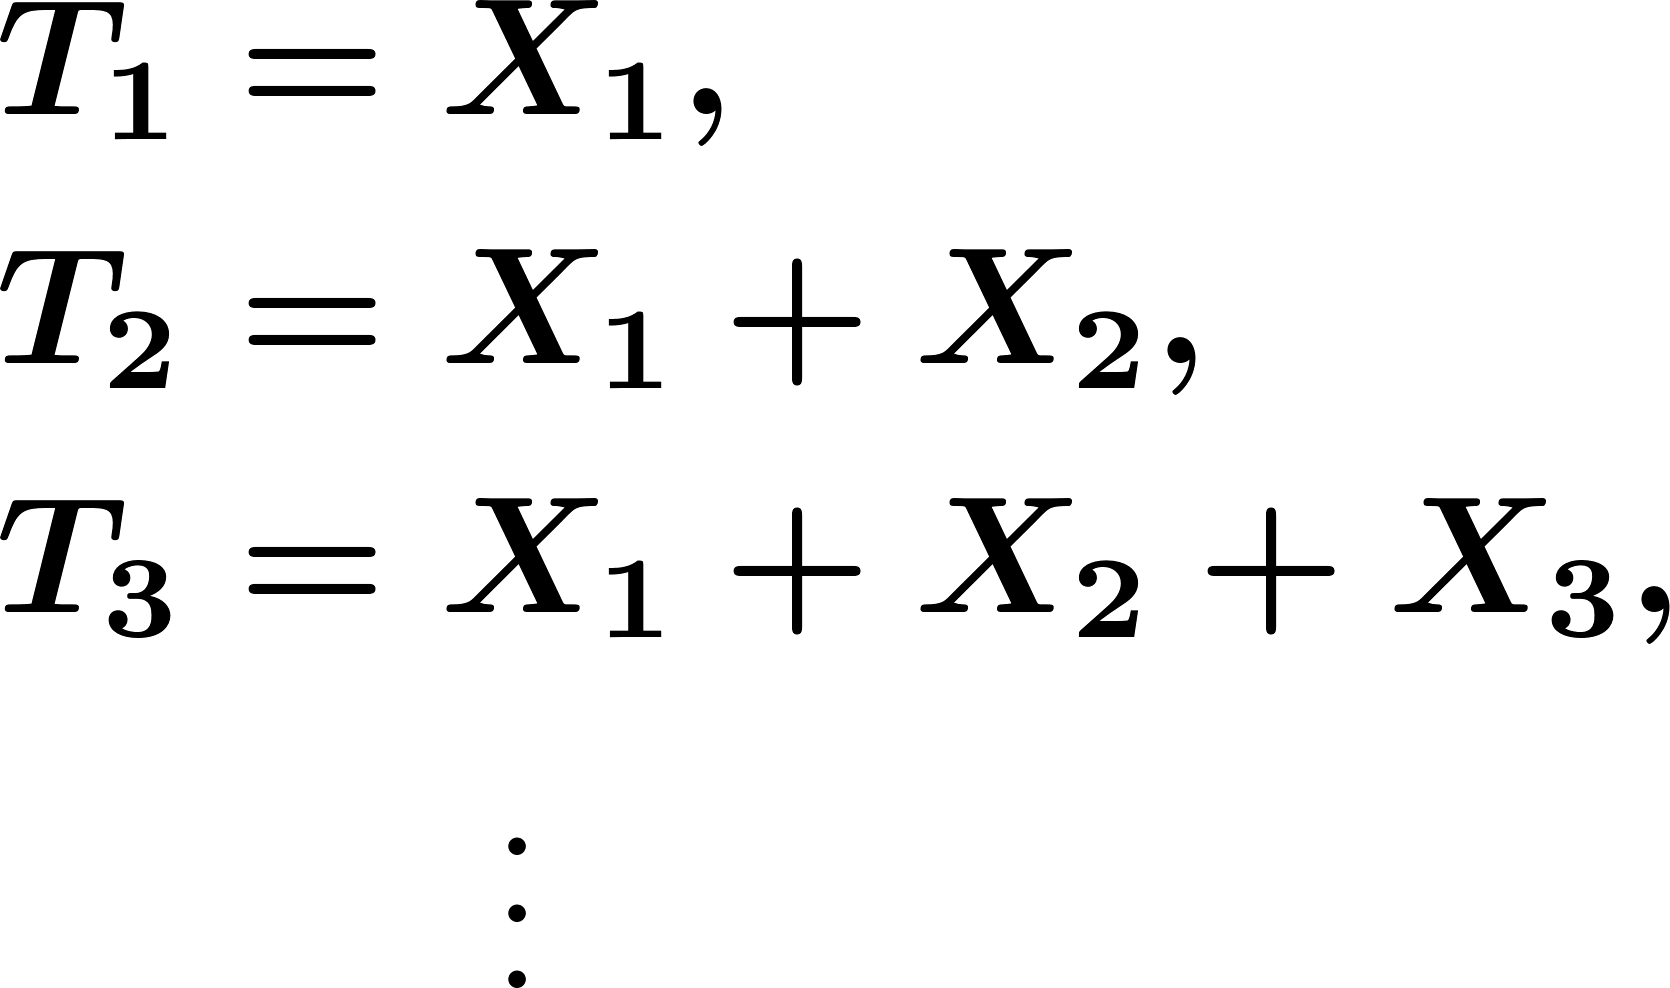 T₁ = X₁,
T₂ = X₁ + X₂,
T₃ = X₁ + X₂ + X₃,
⋮